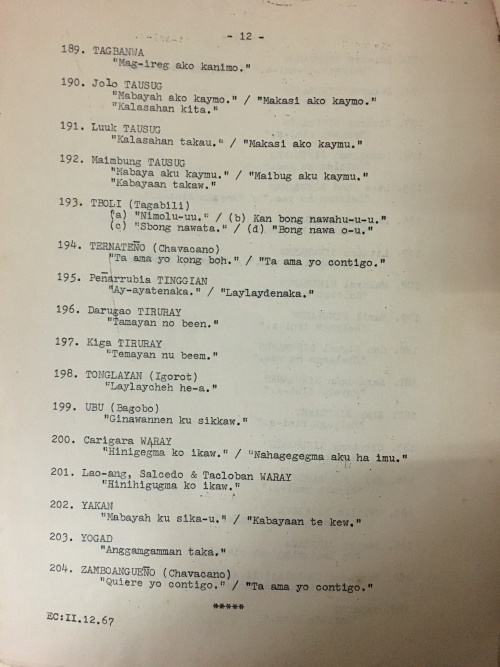 - 12 -
189. TAGBANWA
"Mag-ireg ako kanimo."
190. Jolo TAUSUG
"Mabayah ako kaymo." / "Makasi ako kaymo."
"Kalasahan kita."
191. Luuk TAUSUG
"Kalasahan takau." / "Makasi ako kaymu."
192. Maimbung TAUSUG
"Mabaya aku kaymu." / "Maibug aku kaymu."
"Kabayaan takaw."
193. TBOLI (Tagabili)
(a) "Nimolu-uu." / (b) Kan bong nawahu-u-u."
(c) "Sbong nawata." / (d) "Bong nawa o-u."
194. TERNATEÑO (Chavacano)
"Ta ama yo kong boh." / "Ta ama yo contigo."
195. Peñarrubia TINGGIAN
"Ay-ayatenaka." / "Laylaydenaka."
196. Darugao TIRURAY
"Tamayan no been."
197. Kiga TIRURAY
"Temayan nu beem."
198. TONGLAYAN (Igorot)
"Laylaycheh he-a."
199. UBU (Bagobo)
"Ginawannen ku sikkaw."
200. Carigara WARAY
"Hinigegma ko ikaw." / "Nahagegegma aku ha imu."
201. Lao-ang, Salcedo & Tacloban WARAY
"Hinihigugma ko ikaw."
202. YAKAN
"Mabayah ku sika-u." / "Kabayaan te kew."
203. YOGAD
"Anggamgamman taka."
204. ZAMBOANGUEÑO (Chavacano)
"Quiere yo contigo." / "Ta ama yo contigo."
*****
EC:II.12.67